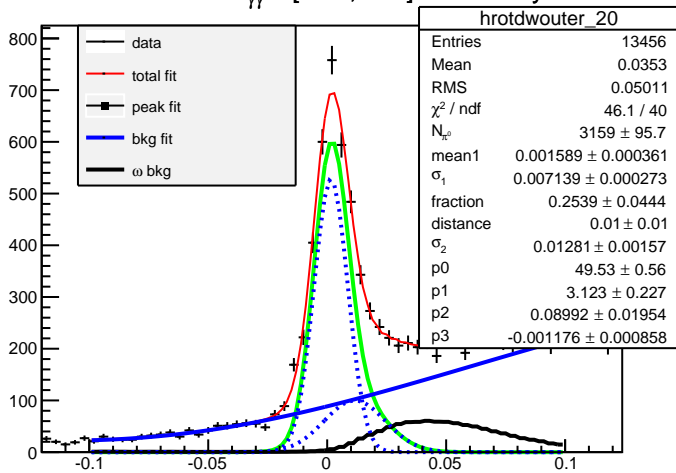 hrotdwouter_20
Entries 13456
Mean 0.0353
RMS 0.05011
χ² / ndf 46.1 / 40
N_π⁰ 3159 ± 95.7
mean1 0.001589 ± 0.000361
σ₁ 0.007139 ± 0.000273
fraction 0.2539 ± 0.0444
distance 0.01 ± 0.01
σ₂ 0.01281 ± 0.00157
p0 49.53 ± 0.56
p1 3.123 ± 0.227
p2 0.08992 ± 0.01954
p3 -0.001176 ± 0.000858
data
total fit
peak fit
bkg fit
ω bkg
800
700
600
500
400
300
200
100
0
-0.1 -0.05 0 0.05 0.1